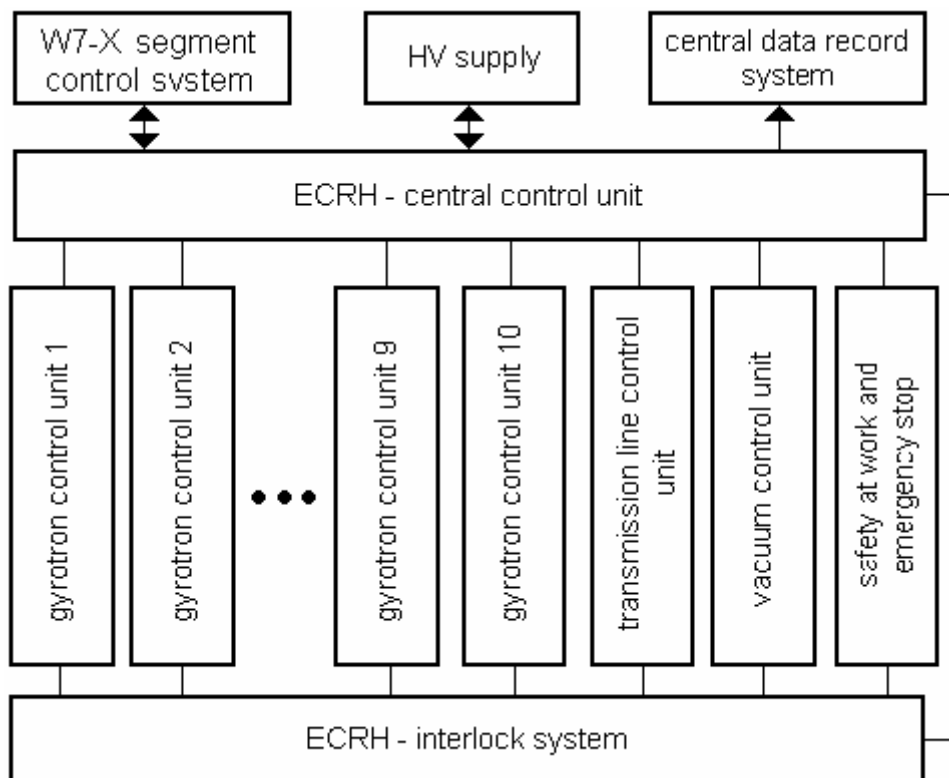 W7-X segment
control system
HV supply
central data record
system
ECRH - central control unit
gyrotron control unit 1
gyrotron control unit 2
gyrotron control unit 9
gyrotron control unit 10
transmission line control
unit
vacuum control unit
safety at work and
emergency stop
ECRH - interlock system